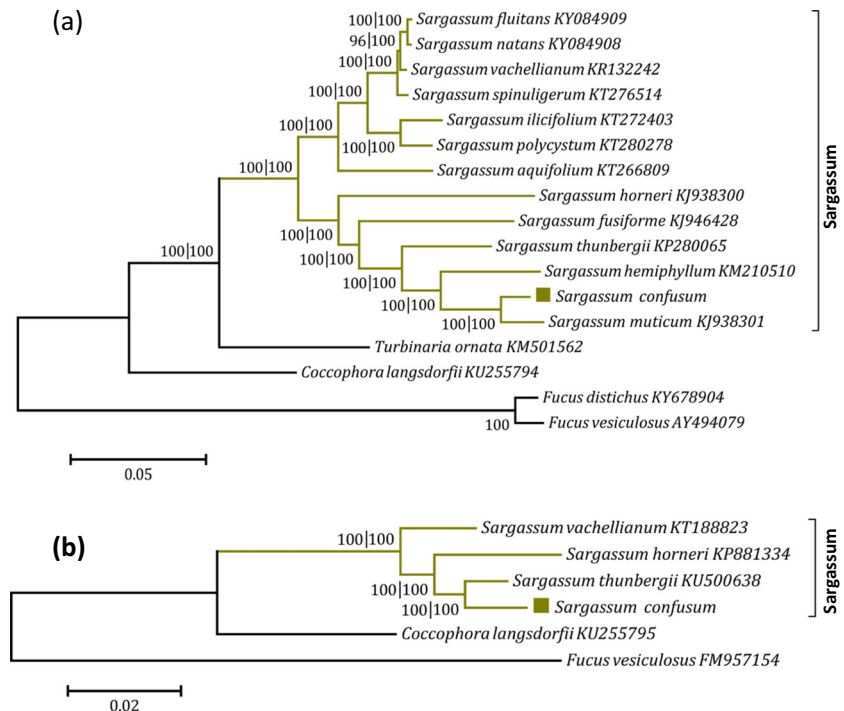 (a)
100|100
Sargassum fluitans KY084909
96|100
Sargassum natans KY084908
100|100
Sargassum vachellianum KR132242
100|100
Sargassum spinuligerum KT276514
100|100
Sargassum ilicifolium KT272403
100|100
Sargassum polycystum KT280278
100|100
Sargassum aquifolium KT266809
Sargassum horneri KJ938300
100|100
Sargassum fusiforme KJ946428
100|100
100|100
Sargassum thunbergii KP280065
100|100
Sargassum hemiphyllum KM210510
100|100
Sargassum confusum
100|100
Sargassum muticum KJ938301
Sargassum
Turbinaria ornata KM501562
Coccophora langsdorfii KU255794
Fucus distichus KY678904
100
Fucus vesiculosus AY494079
0.05
(b)
100|100
Sargassum vachellianum KT188823
Sargassum horneri KP881334
100|100
Sargassum thunbergii KU500638
100|100
Sargassum confusum
Sargassum
Coccophora langsdorfii KU255795
Fucus vesiculosus FM957154
0.02